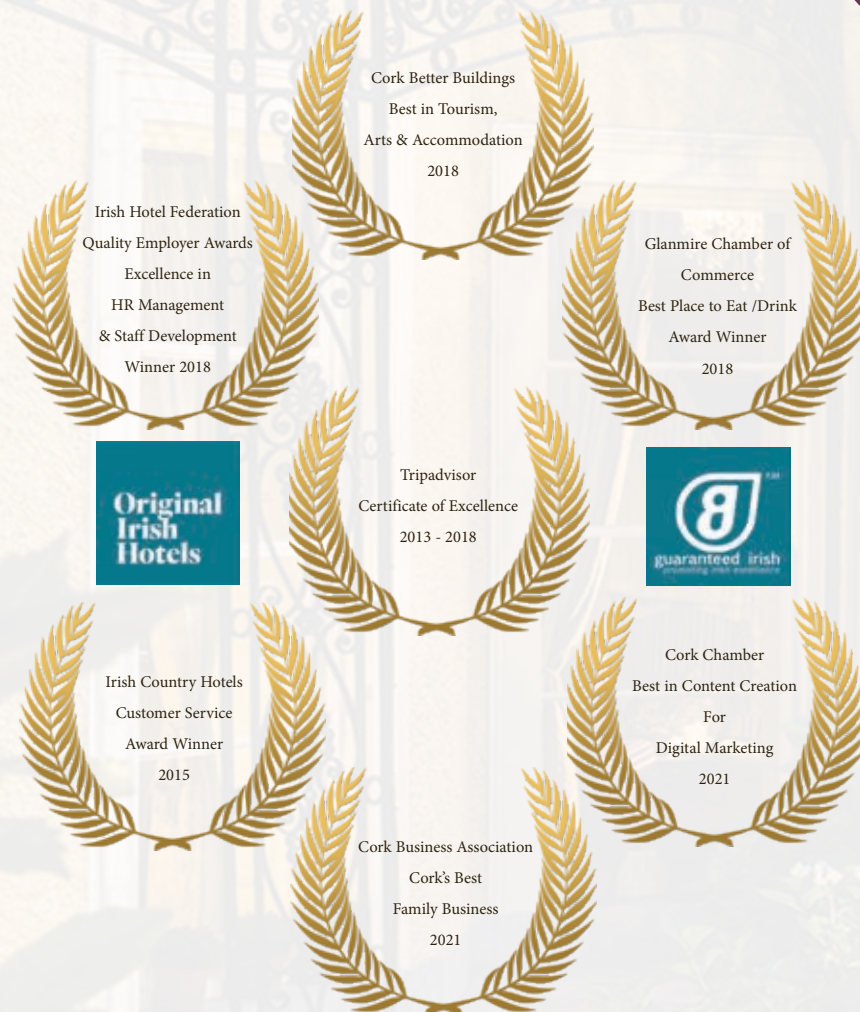 Cork Better Buildings
Best in Tourism,
Arts & Accommodation
2018
Irish Hotel Federation
Quality Employer Awards
Excellence in
HR Management
& Staff Development
Winner 2018
Glanmire Chamber of
Commerce
Best Place to Eat /Drink
Award Winner
2018
Original
Irish
Hotels
Tripadvisor
Certificate of Excellence
2013 - 2018
guaranteed irish
promoting irish excellence
Irish Country Hotels
Customer Service
Award Winner
2015
Cork Chamber
Best in Content Creation
For
Digital Marketing
2021
Cork Business Association
Cork's Best
Family Business
2021